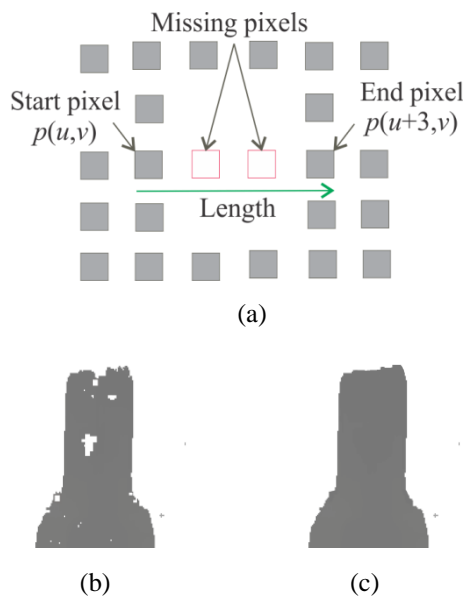 Missing pixels
Start pixel
p(u,v)
End pixel
p(u+3,v)
Length
(a)
(b)
(c)